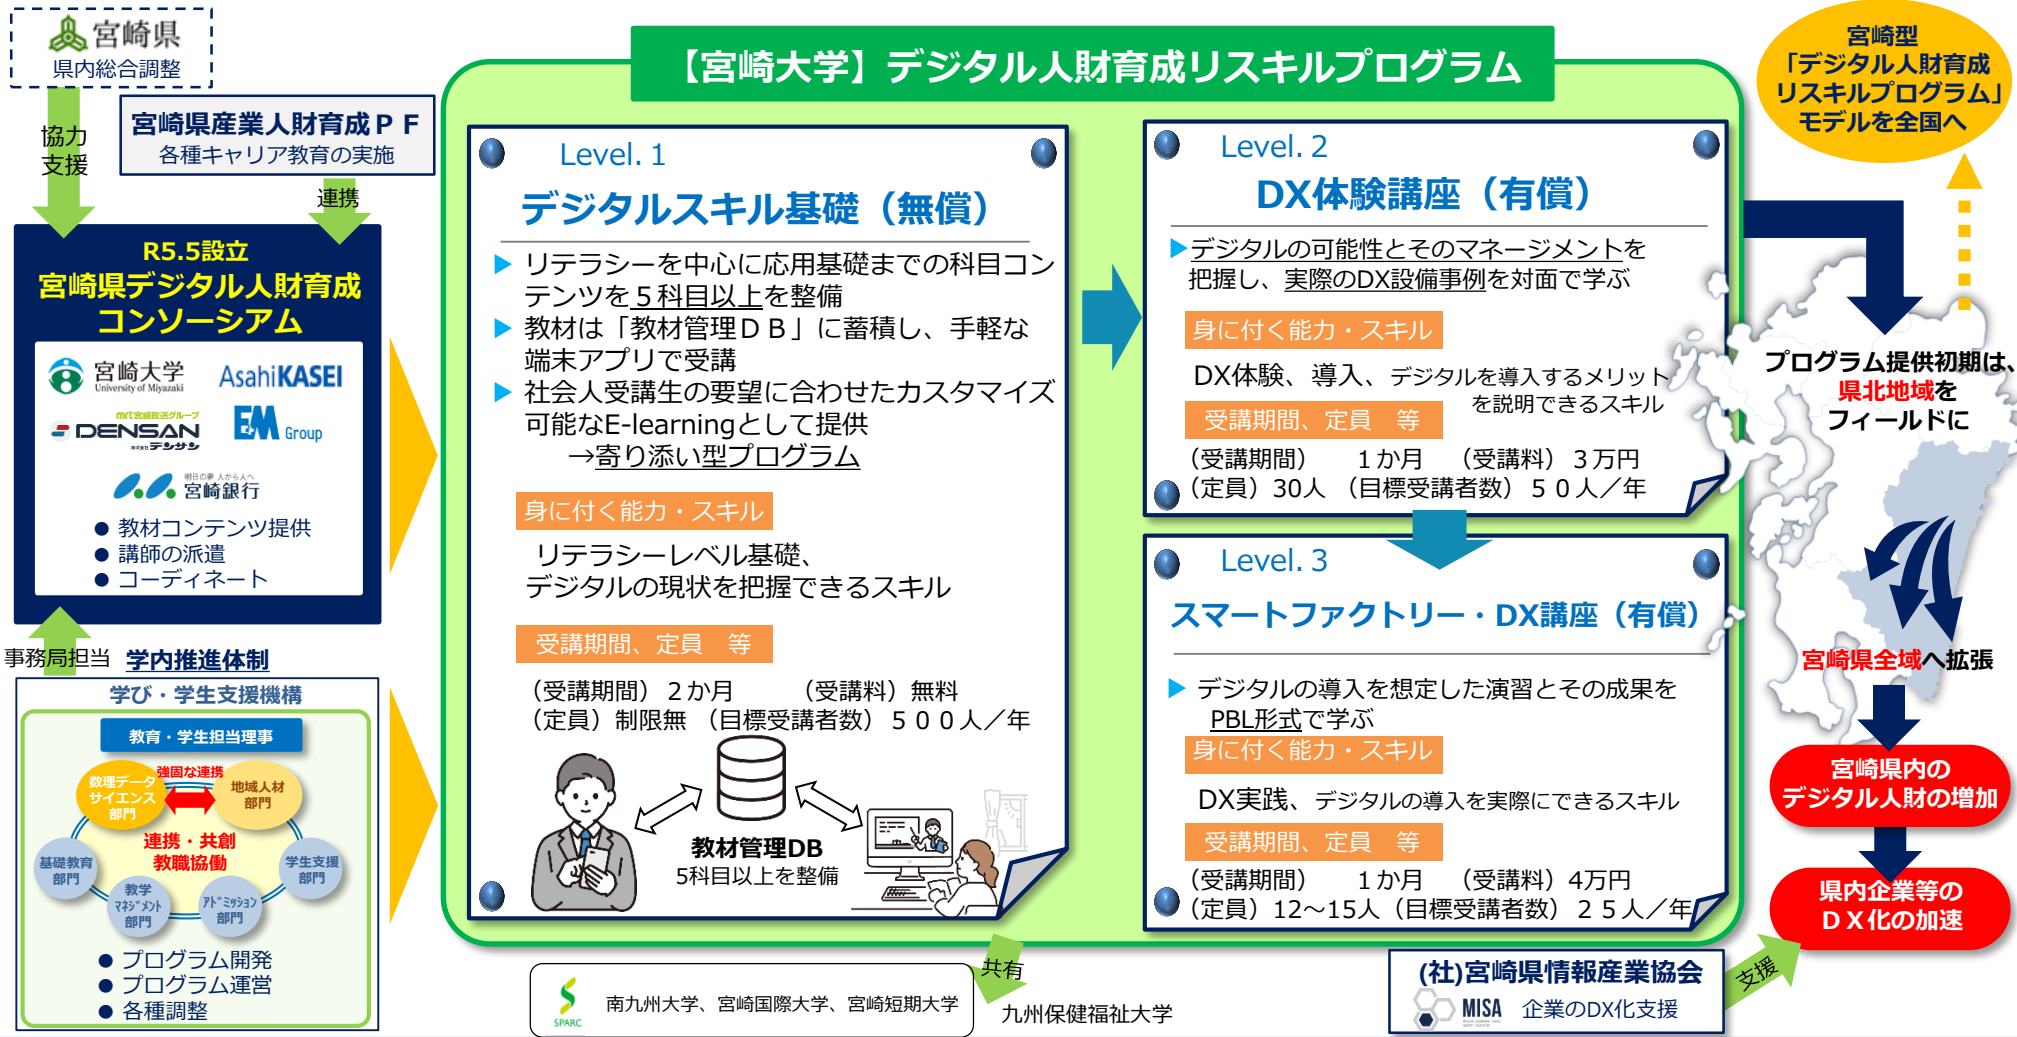 宮崎県
県内総合調整
協力
支援
宮崎県産業人財育成ＰＦ
各種キャリア教育の実施
連携
R5.5設立
宮崎県デジタル人財育成
コンソーシアム
宮崎大学
University of Miyazaki
AsahiKASEI
mrt宮崎放送グループ
DENSAN
株式会社デンサン
EM Group
明日の夢 人から人へ
宮崎銀行
● 教材コンテンツ提供
● 講師の派遣
● コーディネート
事務局担当
学内推進体制
学び・学生支援機構
教育・学生担当理事
数理データ
サイエンス
部門
強固な連携
地域人材
部門
連携・共創
教職協働
基礎教育
部門
教学
ﾏﾈｼﾞﾒﾝﾄ
部門
ｱﾄﾞﾐｯｼｮﾝ
部門
学生支援
部門
● プログラム開発
● プログラム運営
● 各種調整
【宮崎大学】デジタル人財育成リスキルプログラム
Level. 1
デジタルスキル基礎（無償）
▶ リテラシーを中心に応用基礎までの科目コン
テンツを５科目以上を整備
▶ 教材は「教材管理ＤＢ」に蓄積し、手軽な
端末アプリで受講
▶ 社会人受講生の要望に合わせたカスタマイズ
可能なE-learningとして提供
→寄り添い型プログラム
身に付く能力・スキル
リテラシーレベル基礎、
デジタルの現状を把握できるスキル
受講期間、定員　等
（受講期間）２か月　　（受講料）無料
（定員）制限無　（目標受講者数）５００人／年
教材管理DB
5科目以上を整備
Level. 2
DX体験講座（有償）
▶デジタルの可能性とそのマネージメントを
把握し、実際のDX設備事例を対面で学ぶ
身に付く能力・スキル
DX体験、導入、デジタルを導入するメリット
を説明できるスキル
受講期間、定員　等
（受講期間）　１か月　（受講料）３万円
（定員）30人　（目標受講者数）５０人／年
Level. 3
スマートファクトリー・DX講座（有償）
▶ デジタルの導入を想定した演習とその成果を
PBL形式で学ぶ
身に付く能力・スキル
DX実践、デジタルの導入を実際にできるスキル
受講期間、定員　等
（受講期間）　１か月　（受講料）4万円
（定員）12～15人（目標受講者数）２５人／年
宮崎型
「デジタル人財育成
リスキルプログラム」
モデルを全国へ
プログラム提供初期は、
県北地域を
フィールドに
宮崎県全域へ拡張
宮崎県内の
デジタル人財の増加
県内企業等の
ＤＸ化の加速
共有
SPARC
南九州大学、宮崎国際大学、宮崎短期大学
九州保健福祉大学
(社)宮崎県情報産業協会
MISA
企業のDX化支援
支援